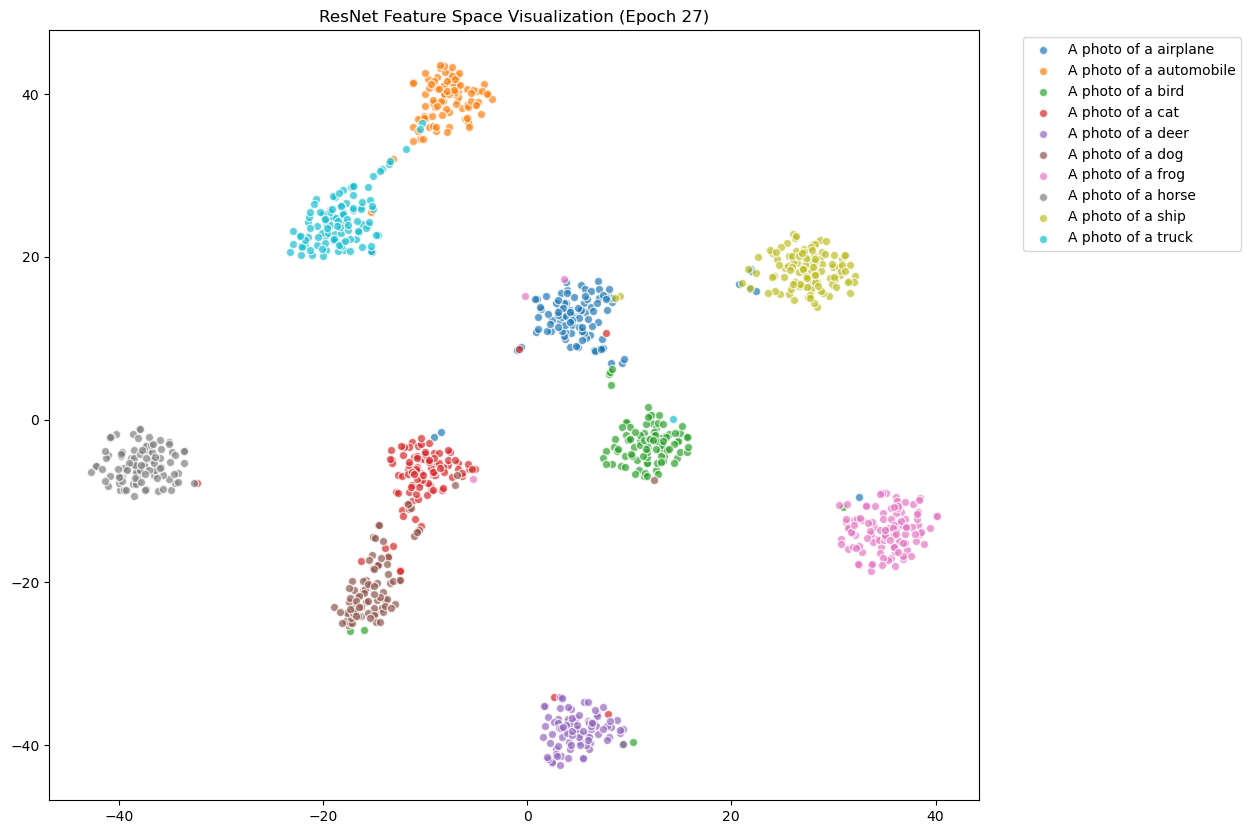 ResNet Feature Space Visualization (Epoch 27)
A photo of a airplane
A photo of a automobile
A photo of a bird
A photo of a cat
A photo of a deer
A photo of a dog
A photo of a frog
A photo of a horse
A photo of a ship
A photo of a truck
40
20
0
−20
−40
−40 −20 0 20 40